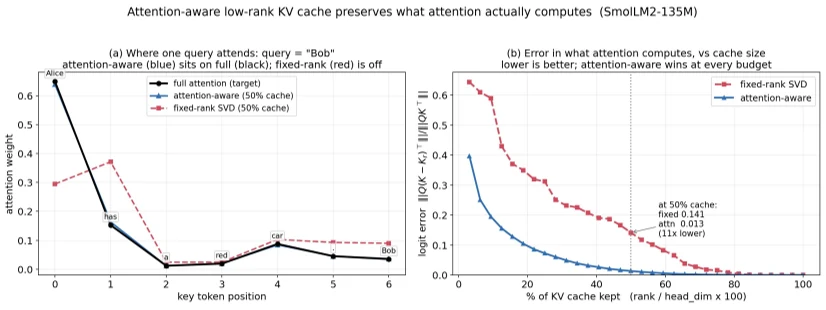 Attention-aware low-rank KV cache preserves what attention actually computes (SmolLM2-135M)
(a) Where one query attends: query = "Bob"
attention-aware (blue) sits on full (black); fixed-rank (red) is off
attention weight
0.6
0.5
0.4
0.3
0.2
0.1
0.0
Alice
has
a
red
car
.
Bob
full attention (target)
attention-aware (50% cache)
fixed-rank SVD (50% cache)
0 1 2 3 4 5 6
key token position
(b) Error in what attention computes, vs cache size
lower is better; attention-aware wins at every budget
logit error ||Q(K − Kᵣ)ᵀ||/||QKᵀ||
0.6
0.5
0.4
0.3
0.2
0.1
0.0
fixed-rank SVD
attention-aware
at 50% cache:
fixed 0.141
attn 0.013
(11x lower)
0 20 40 60 80 100
% of KV cache kept (rank / head_dim x 100)